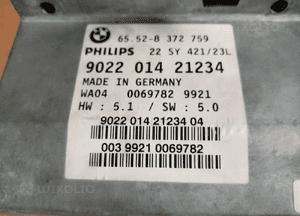 65.52-8 372 759
PHILIPS 22 SY 421/23L
9022 014 21234
MADE IN GERMANY
WA04 0069782 9921
HW : 5.1 / SW : 5.0
9022 014 21234 04
003 9921 0069782